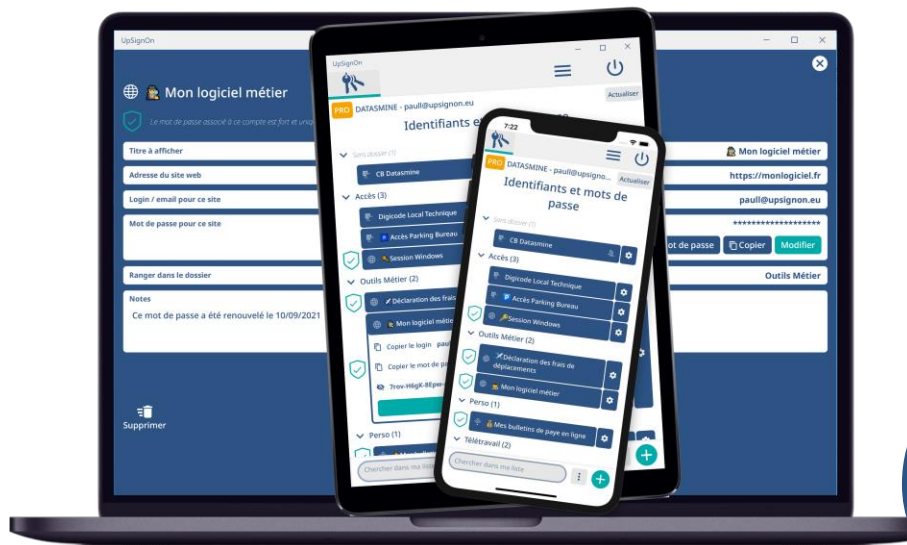 UpSignOn
Mon logiciel métier
Le mot de passe associé à ce compte est fort et uniq
Titre à afficher
Mon logiciel métier
Adresse du site web
https://monlogiciel.fr
Login / email pour ce site
paull@upsignon.eu
Mot de passe pour ce site
********************
ot de passe
Copier
Modifier
Ranger dans le dossier
Outils Métier
Notes
Ce mot de passe a été renouvelé le 10/09/2021
Supprimer
UpSignOn
PRO DATASMINE - paull@upsignon.eu
Actualiser
Identifiants et
Sans dossier (1)
CB Datasmine
Accès (3)
Digicode Local Technique
Accès Parking Bureau
Session Windows
Outils Métier (2)
Déclaration des frais
Mon logiciel métie
Copier le login paul
Copier le mot de pa
Perso (1)
Chercher dans ma liste
7:22
PRO DATASMINE - paull@upsigno...
Actualiser
Identifiants et mots de
passe
Sans dossier (1)
CB Datasmine
Accès (3)
Digicode Local Technique
P Accès Parking Bureau
Session Windows
Outils Métier (2)
Déclaration des frais de
déplacements
Mon logiciel métier
Perso (1)
Mes bulletins de paye en ligne
Télétravail (2)
Chercher dans ma liste